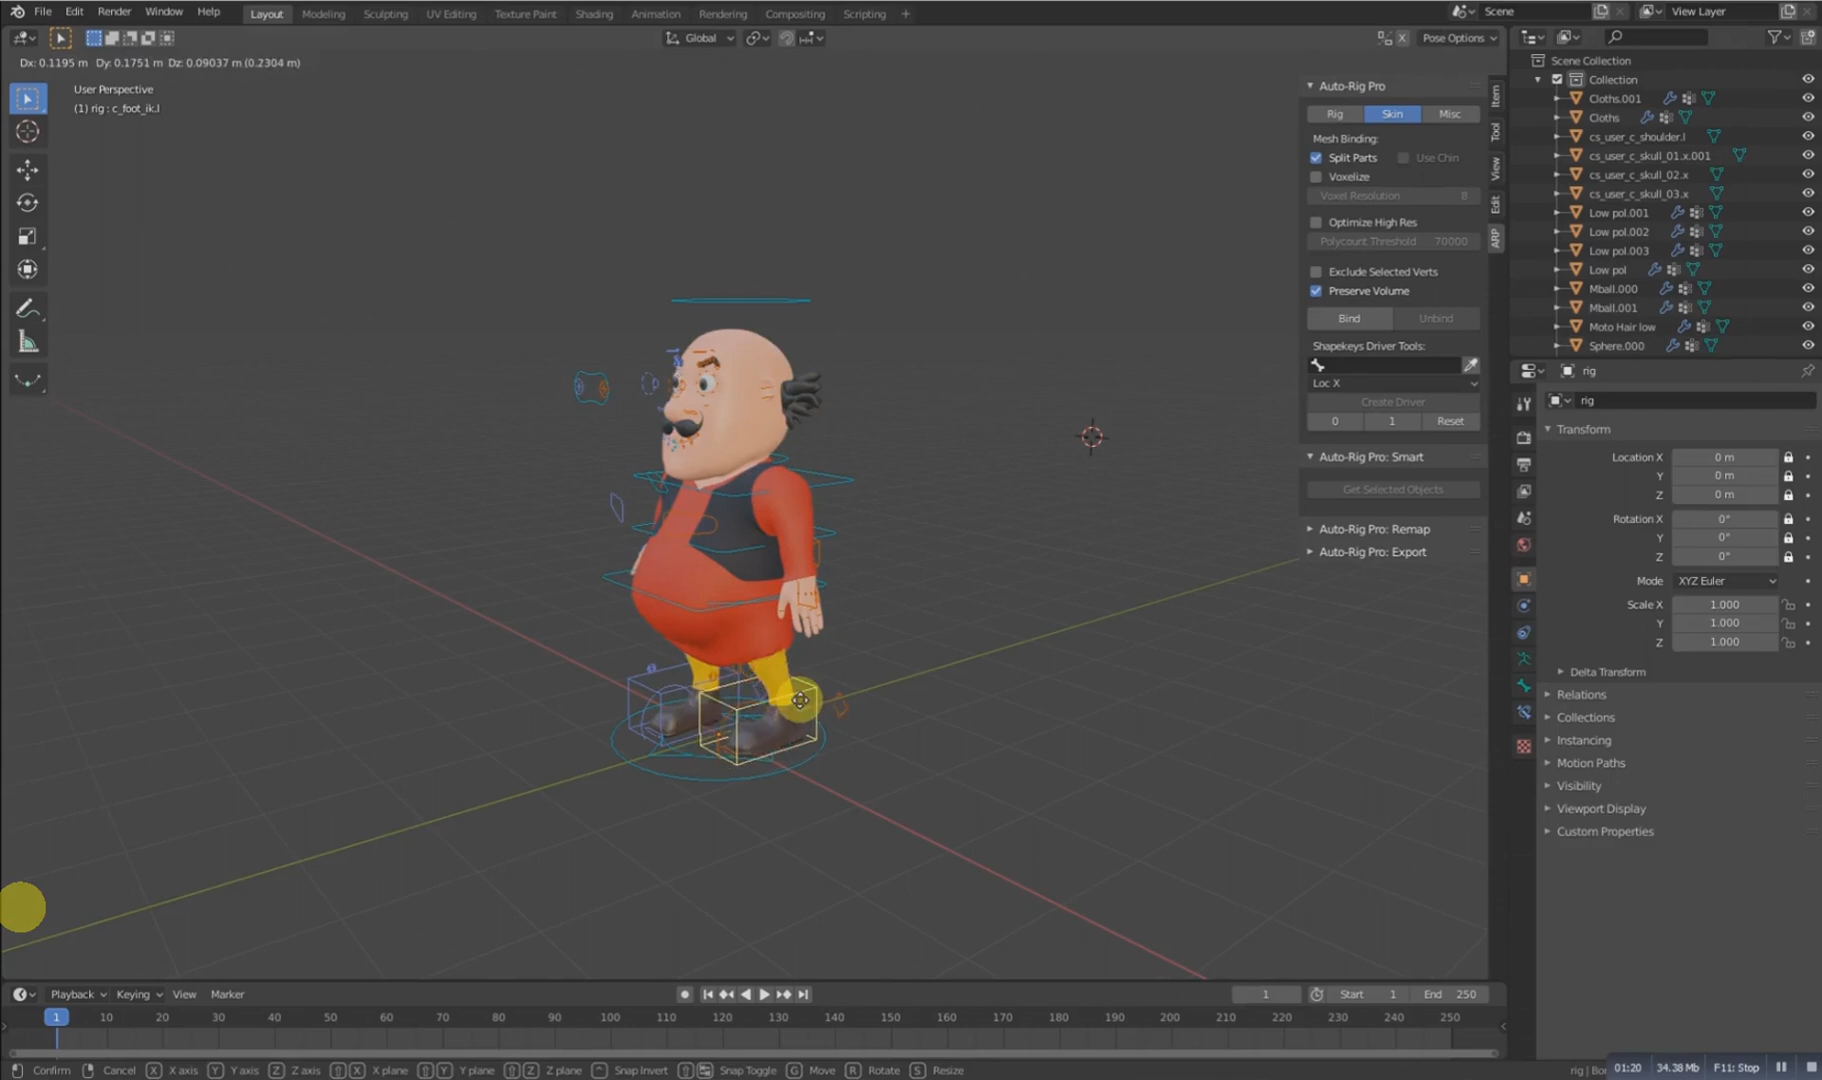 File Edit Render Window Help Layout Modeling Sculpting UV Editing Texture Paint Shading Animation Rendering Compositing Scripting + Scene View Layer
Global Pose Options
Dx: 0.1195 m Dy: 0.1751 m Dz: 0.09037 m (0.2304 m)
User Perspective
(1) rig : c_foot_ik.l
Auto-Rig Pro
Rig Skin Misc
Mesh Binding:
Split Parts Use Chin
Voxelize
Voxel Resolution 8
Optimize High Res
Polycount Threshold 70000
Exclude Selected Verts
Preserve Volume
Bind Unbind
Shapekeys Driver Tools:
Loc X
Create Driver
0 1 Reset
Auto-Rig Pro: Smart
Get Selected Objects
Auto-Rig Pro: Remap
Auto-Rig Pro: Export
Item
Tool
View
Edit
ARP
Scene Collection
Collection
Cloths.001
Cloths
cs_user_c_shoulder.l
cs_user_c_skull_01.x.001
cs_user_c_skull_02.x
cs_user_c_skull_03.x
Low pol.001
Low pol.002
Low pol.003
Low pol
Mball.000
Mball.001
Moto Hair low
Sphere.000
rig
rig
Transform
Location X 0 m
Y 0 m
Z 0 m
Rotation X 0°
Y 0°
Z 0°
Mode XYZ Euler
Scale X 1.000
Y 1.000
Z 1.000
Delta Transform
Relations
Collections
Instancing
Motion Paths
Visibility
Viewport Display
Custom Properties
Playback Keying View Marker 1 Start 1 End 250
1 10 20 30 40 50 60 70 80 90 100 110 120 130 140 150 160 170 180 190 200 210 220 230 240 250
Confirm Cancel X X axis Y Y axis Z Z axis X X plane Y Y plane Z Z plane Snap Invert Snap Toggle G Move R Rotate S Resize rig | Bo 01:20 34.38 Mb F11: Stop